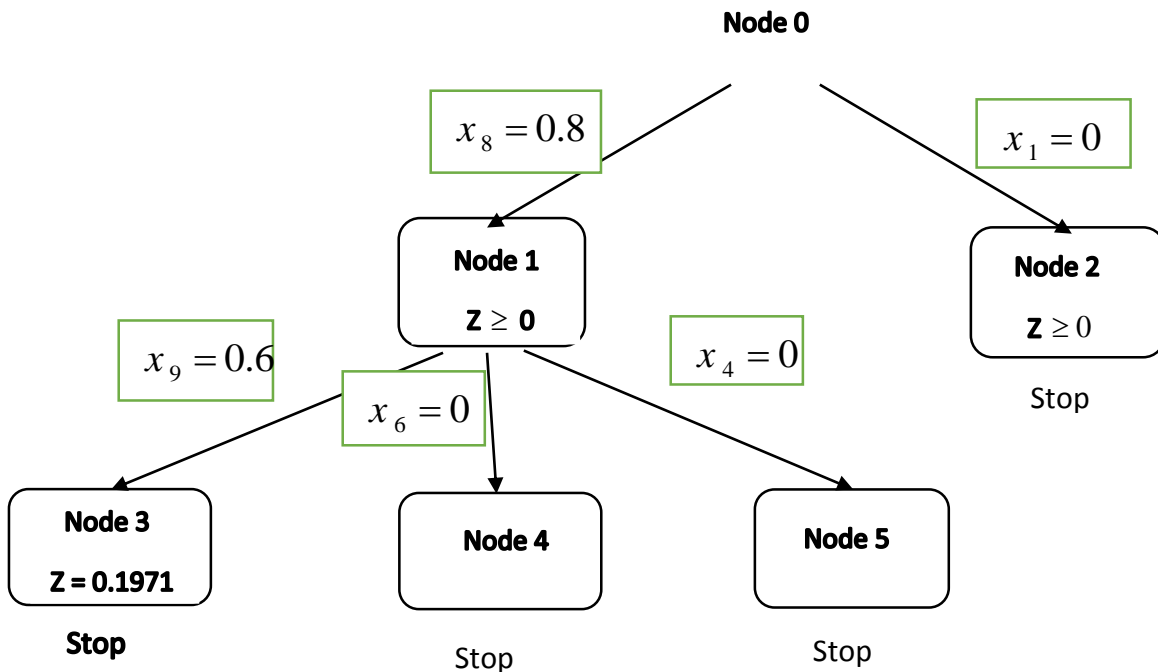 Node 0
x₈ = 0.8
x₁ = 0
Node 1
Z ≥ 0
Node 2
Z ≥ 0
Stop
x₉ = 0.6
x₆ = 0
x₄ = 0
Node 3
Z = 0.1971
Stop
Node 4
Stop
Node 5
Stop